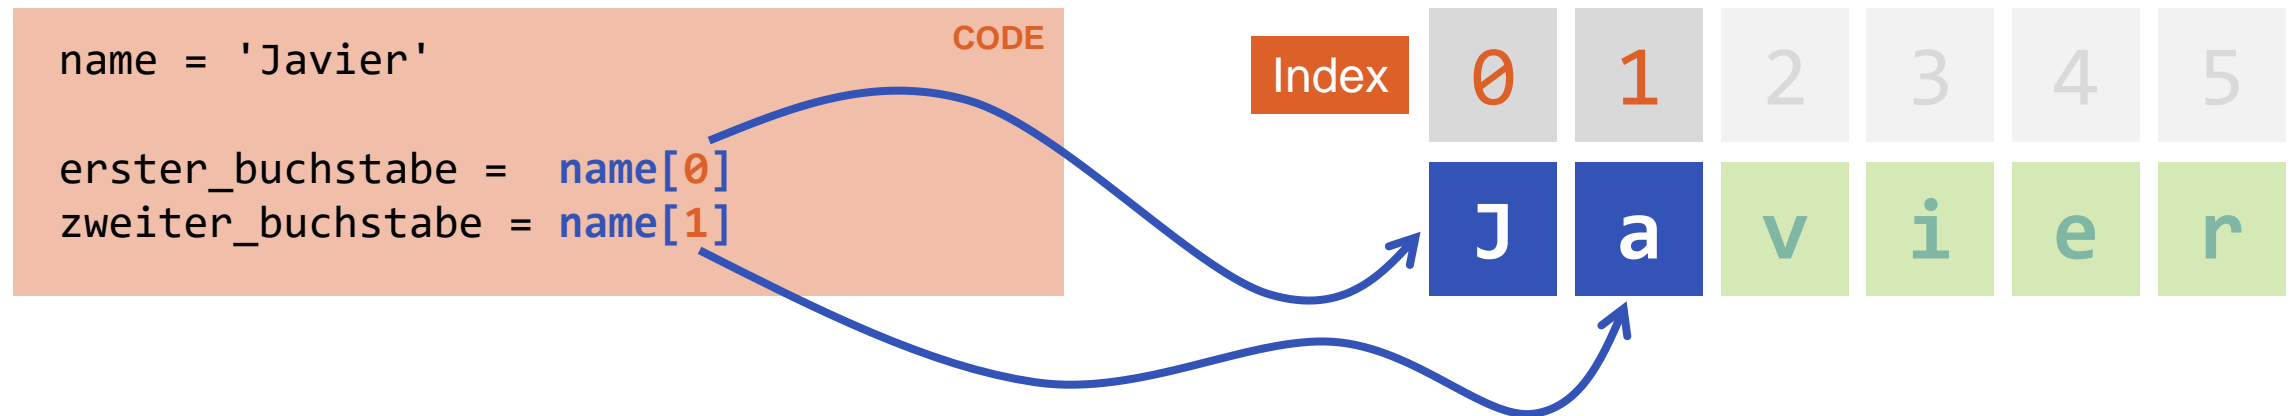 CODE
name = 'Javier'
erster_buchstabe =  name[0]
zweiter_buchstabe = name[1]
Index 0 1 2 3 4 5
J a v i e r